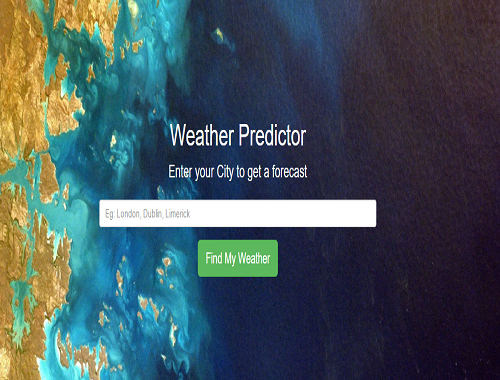 Weather Predictor
Enter your City to get a forecast
Eg: London, Dublin, Limerick
Find My Weather